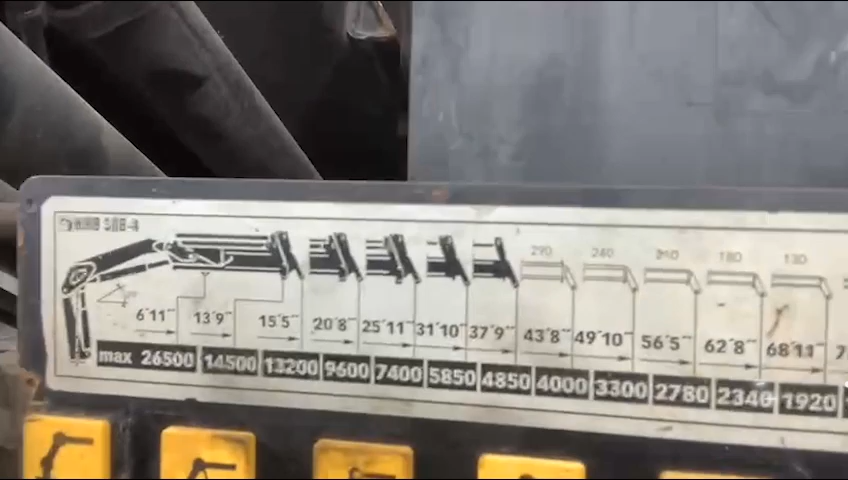 290 240 210 180 130
6'11" 13'9" 15'5" 20'8" 25'11" 31'10" 37'9" 43'8" 49'10" 56'5" 62'8" 68'11"
max 26500 14500 13200 9600 7400 5850 4850 4000 3300 2780 2340 1920